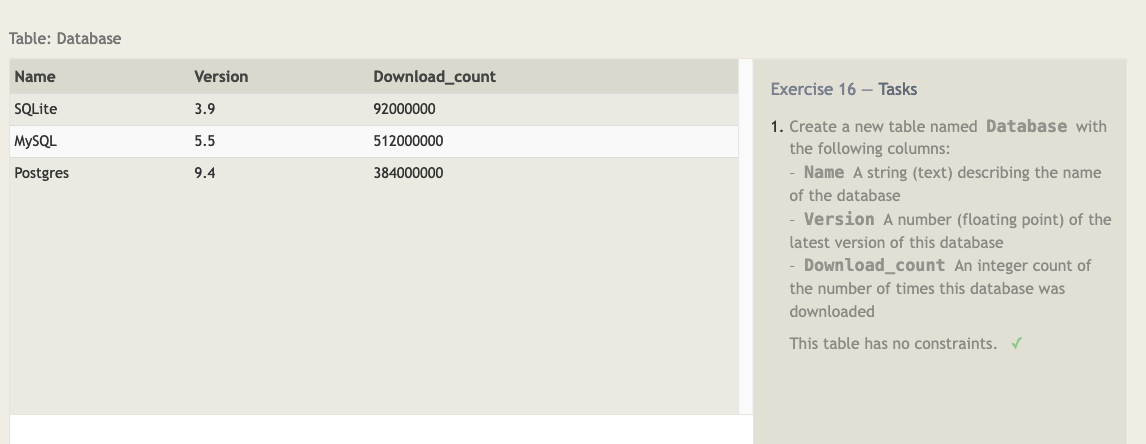 Table: Database
Name Version Download_count
SQLite 3.9 92000000
MySQL 5.5 512000000
Postgres 9.4 384000000
Exercise 16 — Tasks
1. Create a new table named Database with
the following columns:
- Name A string (text) describing the name
of the database
- Version A number (floating point) of the
latest version of this database
- Download_count An integer count of
the number of times this database was
downloaded
This table has no constraints. ✓